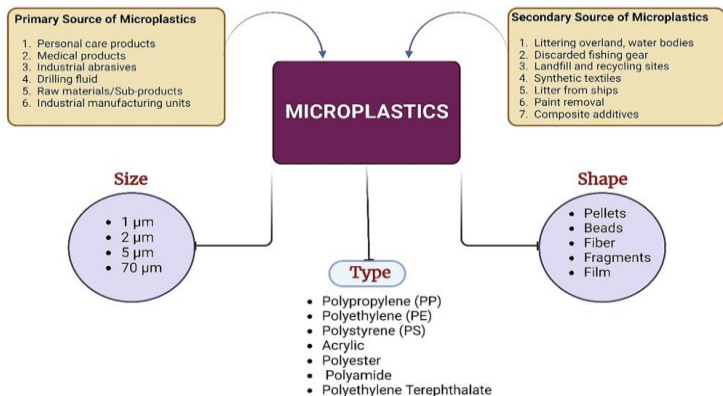 Primary Source of Microplastics
1. Personal care products
2. Medical products
3. Industrial abrasives
4. Drilling fluid
5. Raw materials/Sub-products
6. Industrial manufacturing units
Secondary Source of Microplastics
1. Littering overland, water bodies
2. Discarded fishing gear
3. Landfill and recycling sites
4. Synthetic textiles
5. Litter from ships
6. Paint removal
7. Composite additives
MICROPLASTICS
Size
• 1 µm
• 2 µm
• 5 µm
• 70 µm
Type
• Polypropylene (PP)
• Polyethylene (PE)
• Polystyrene (PS)
• Acrylic
• Polyester
• Polyamide
• Polyethylene Terephthalate
Shape
• Pellets
• Beads
• Fiber
• Fragments
• Film